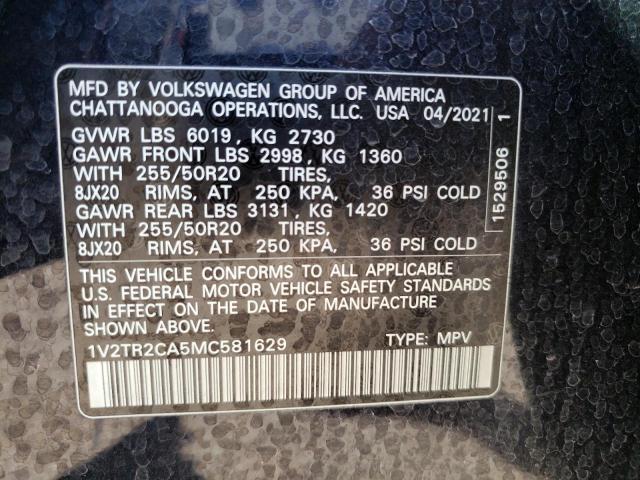 MFD BY VOLKSWAGEN GROUP OF AMERICA
CHATTANOOGA OPERATIONS, LLC. USA 04/2021
GVWR LBS 6019, KG 2730
GAWR FRONT LBS 2998, KG 1360
WITH 255/50R20 TIRES,
8JX20 RIMS, AT 250 KPA, 36 PSI COLD
GAWR REAR LBS 3131, KG 1420
WITH 255/50R20 TIRES,
8JX20 RIMS, AT 250 KPA, 36 PSI COLD
THIS VEHICLE CONFORMS TO ALL APPLICABLE
U.S. FEDERAL MOTOR VEHICLE SAFETY STANDARDS
IN EFFECT ON THE DATE OF MANUFACTURE
1V2TR2CA5MC581629 TYPE: MPV
1529506 1